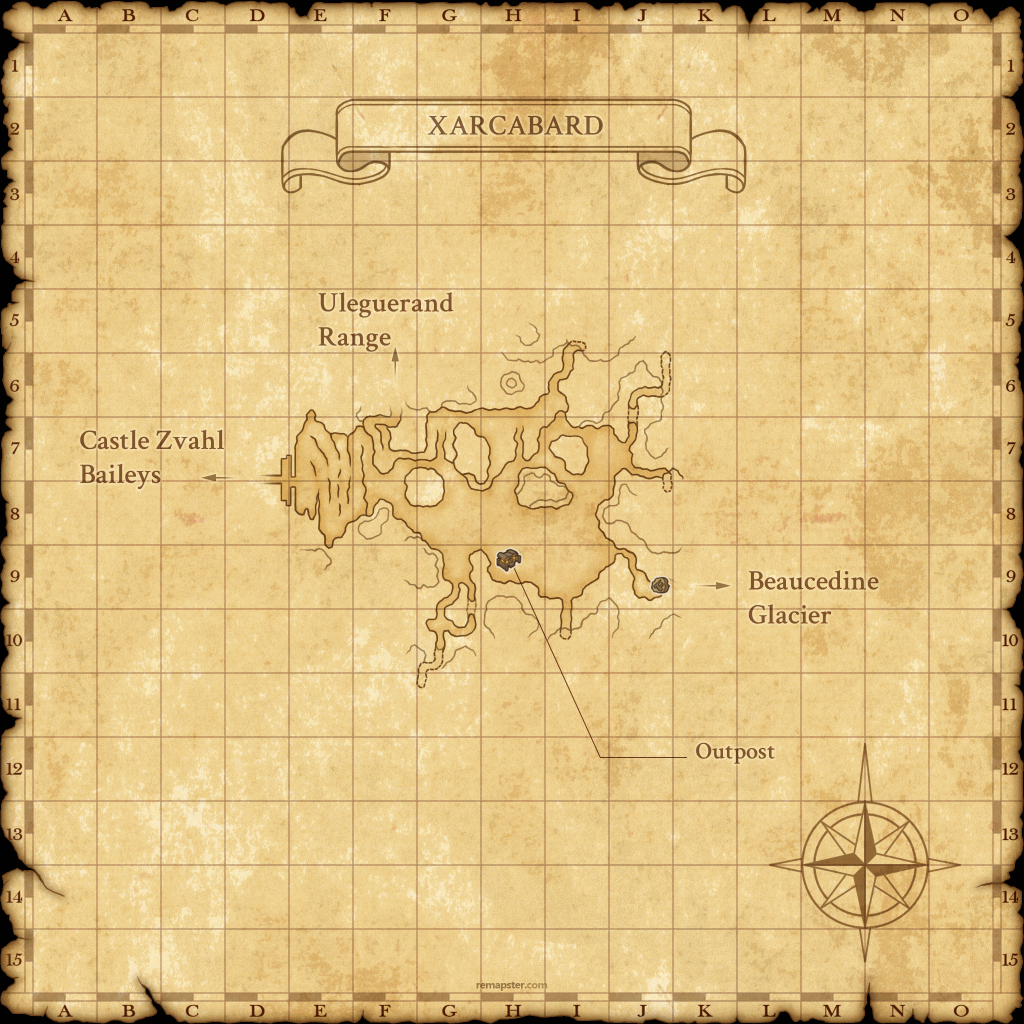 A B C D E F G H I J K L M N O
1 1
2 2
XARCABARD
3 3
4 4
5 5
Uleguerand
Range
6 6
7 7
Castle Zvahl
Baileys
8 8
9 9
Beaucedine
Glacier
10 10
11 11
12 12
Outpost
13 13
14 14
15 15
remapster.com
A B C D E F G H I J K L M N O